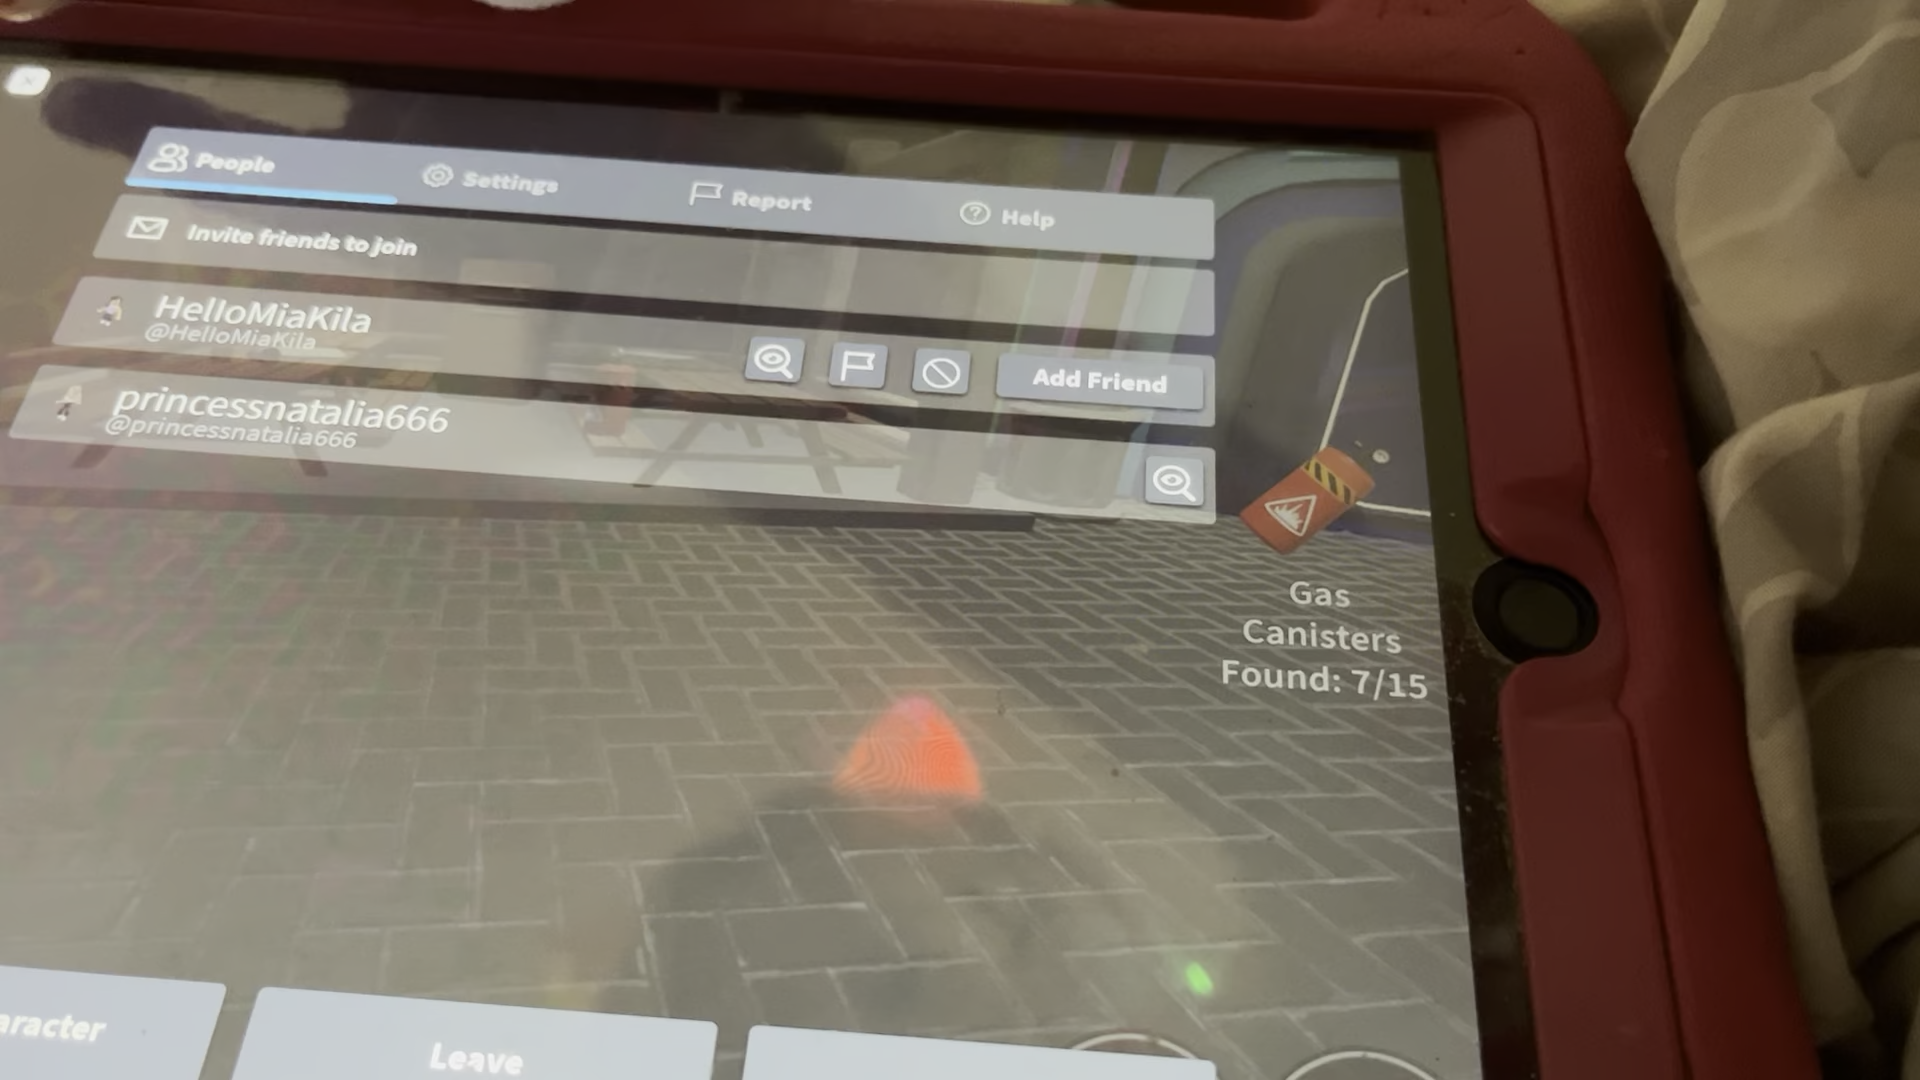 People
Settings
Report
Help
Invite friends to join
HelloMiaKila
@HelloMiaKila
Add Friend
princessnatalia666
@princessnatalia666
Gas
Canisters
Found: 7/15
aracter
Leave